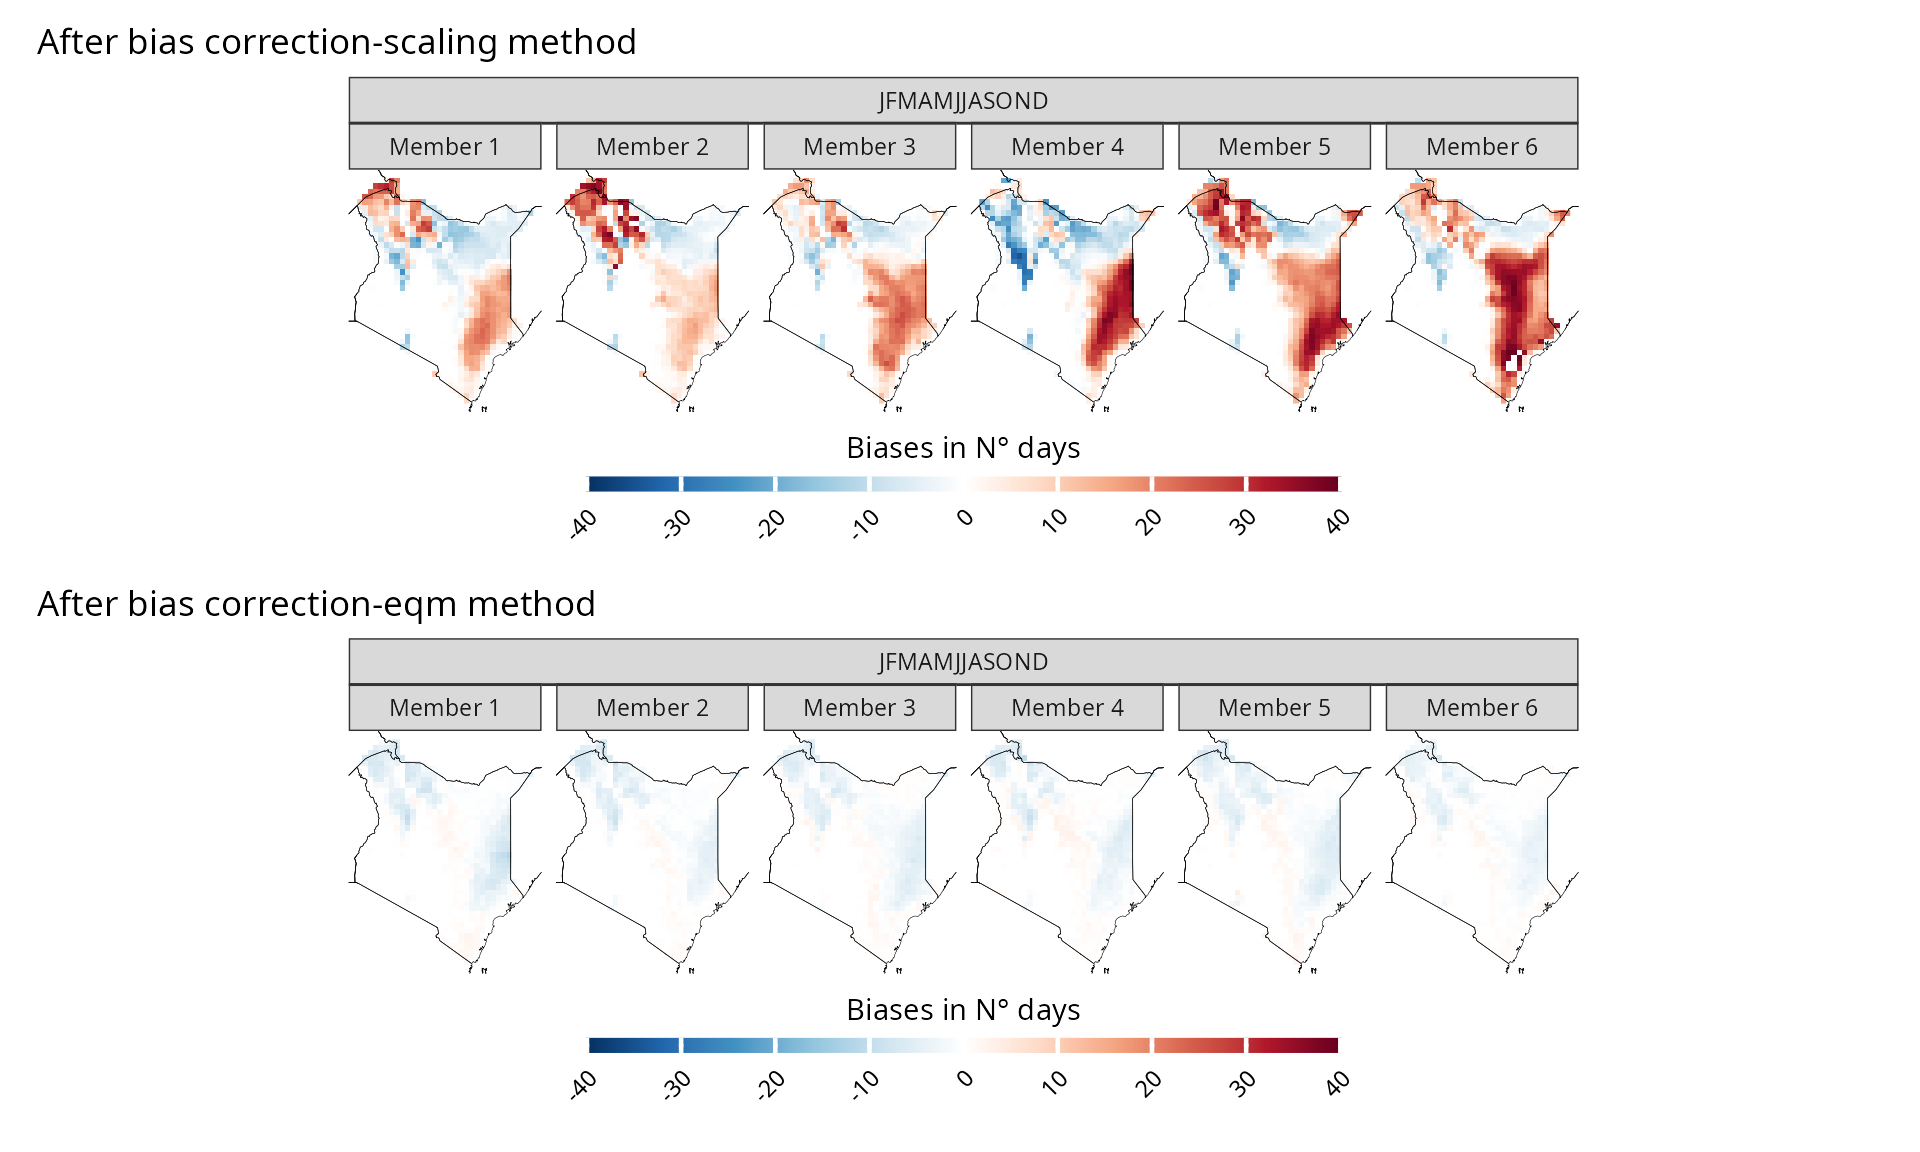 After bias correction-scaling method
JFMAMJJASOND
Member 1 Member 2 Member 3 Member 4 Member 5 Member 6
Biases in N° days
-40 -30 -20 -10 0 10 20 30 40
After bias correction-eqm method
JFMAMJJASOND
Member 1 Member 2 Member 3 Member 4 Member 5 Member 6
Biases in N° days
-40 -30 -20 -10 0 10 20 30 40